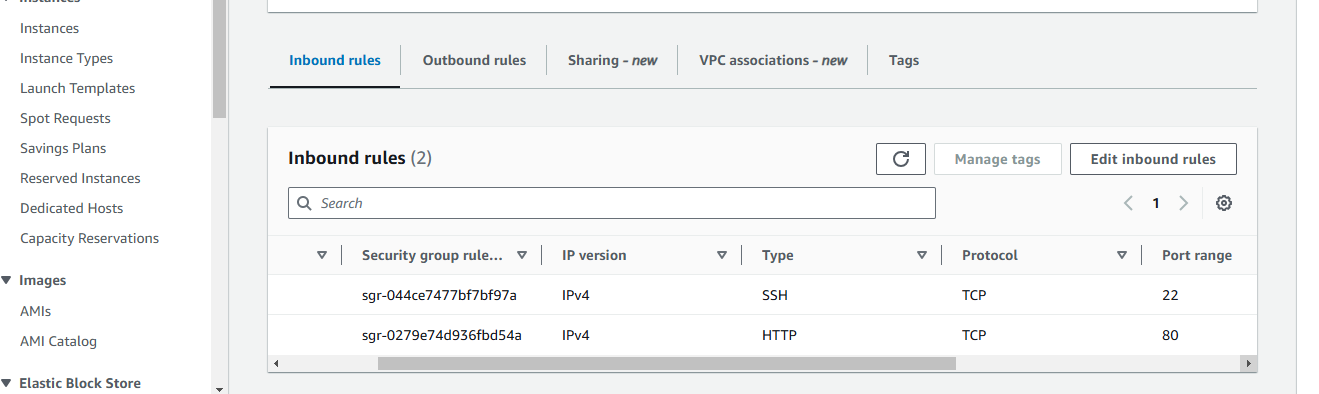 Instances
Instances
Instance Types
Launch Templates
Spot Requests
Savings Plans
Reserved Instances
Dedicated Hosts
Capacity Reservations
Images
AMIs
AMI Catalog
Elastic Block Store
Inbound rules
Outbound rules
Sharing - new
VPC associations - new
Tags
Inbound rules (2)
Manage tags
Edit inbound rules
Search
1
Security group rule... IP version Type Protocol Port range
sgr-044ce7477bf7bf97a IPv4 SSH TCP 22
sgr-0279e74d936fbd54a IPv4 HTTP TCP 80